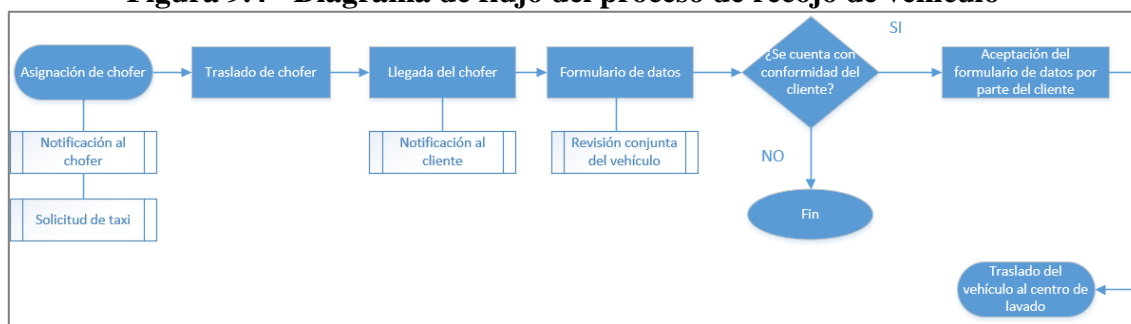 Figura 9.4 - Diagrama de flujo del proceso de recojo de vehículo
SI
Asignación de chofer
Traslado de chofer
Llegada del chofer
Formulario de datos
¿Se cuenta con
conformidad del
cliente?
Aceptación del
formulario de datos por
parte del cliente
Notificación al
chofer
Notificación al
cliente
Revisión conjunta
del vehículo
NO
Solicitud de taxi
Fin
Traslado del
vehículo al centro de
lavado